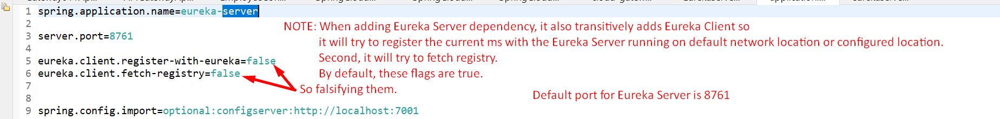 1 spring.application.name=eureka-server
2
3 server.port=8761
4
5 eureka.client.register-with-eureka=false
6 eureka.client.fetch-registry=false
7
8
9 spring.config.import=optional:configserver:http://localhost:7001
NOTE: When adding Eureka Server dependency, it also transitively adds Eureka Client so
it will try to register the current ms with the Eureka Server running on default network location or configured location.
Second, it will try to fetch registry.
By default, these flags are true.
So falsifying them.
Default port for Eureka Server is 8761